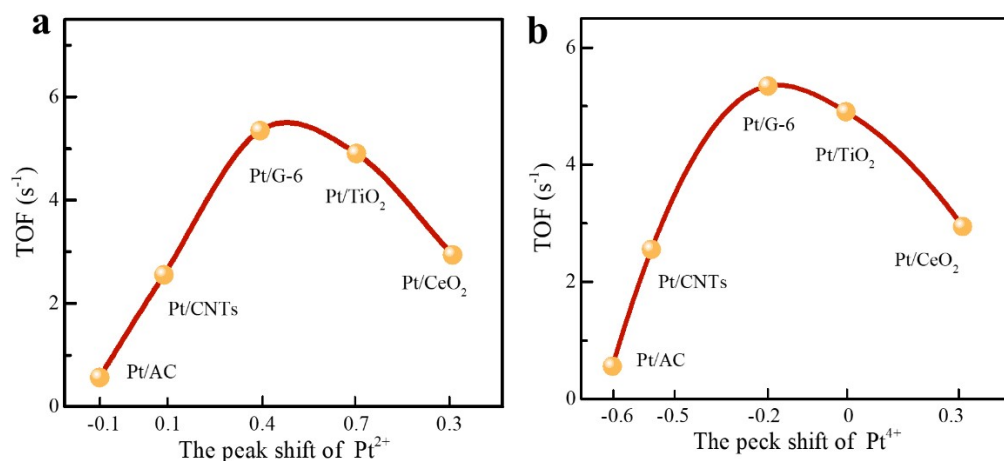 a
TOF (s⁻¹)
6
4
2
0
Pt/AC
Pt/CNTs
Pt/G-6
Pt/TiO₂
Pt/CeO₂
-0.1 0.1 0.4 0.7 0.3
The peak shift of Pt²⁺
b
TOF (s⁻¹)
6
4
2
0
Pt/AC
Pt/CNTs
Pt/G-6
Pt/TiO₂
Pt/CeO₂
-0.6 -0.5 -0.2 0 0.3
The peck shift of Pt⁴⁺